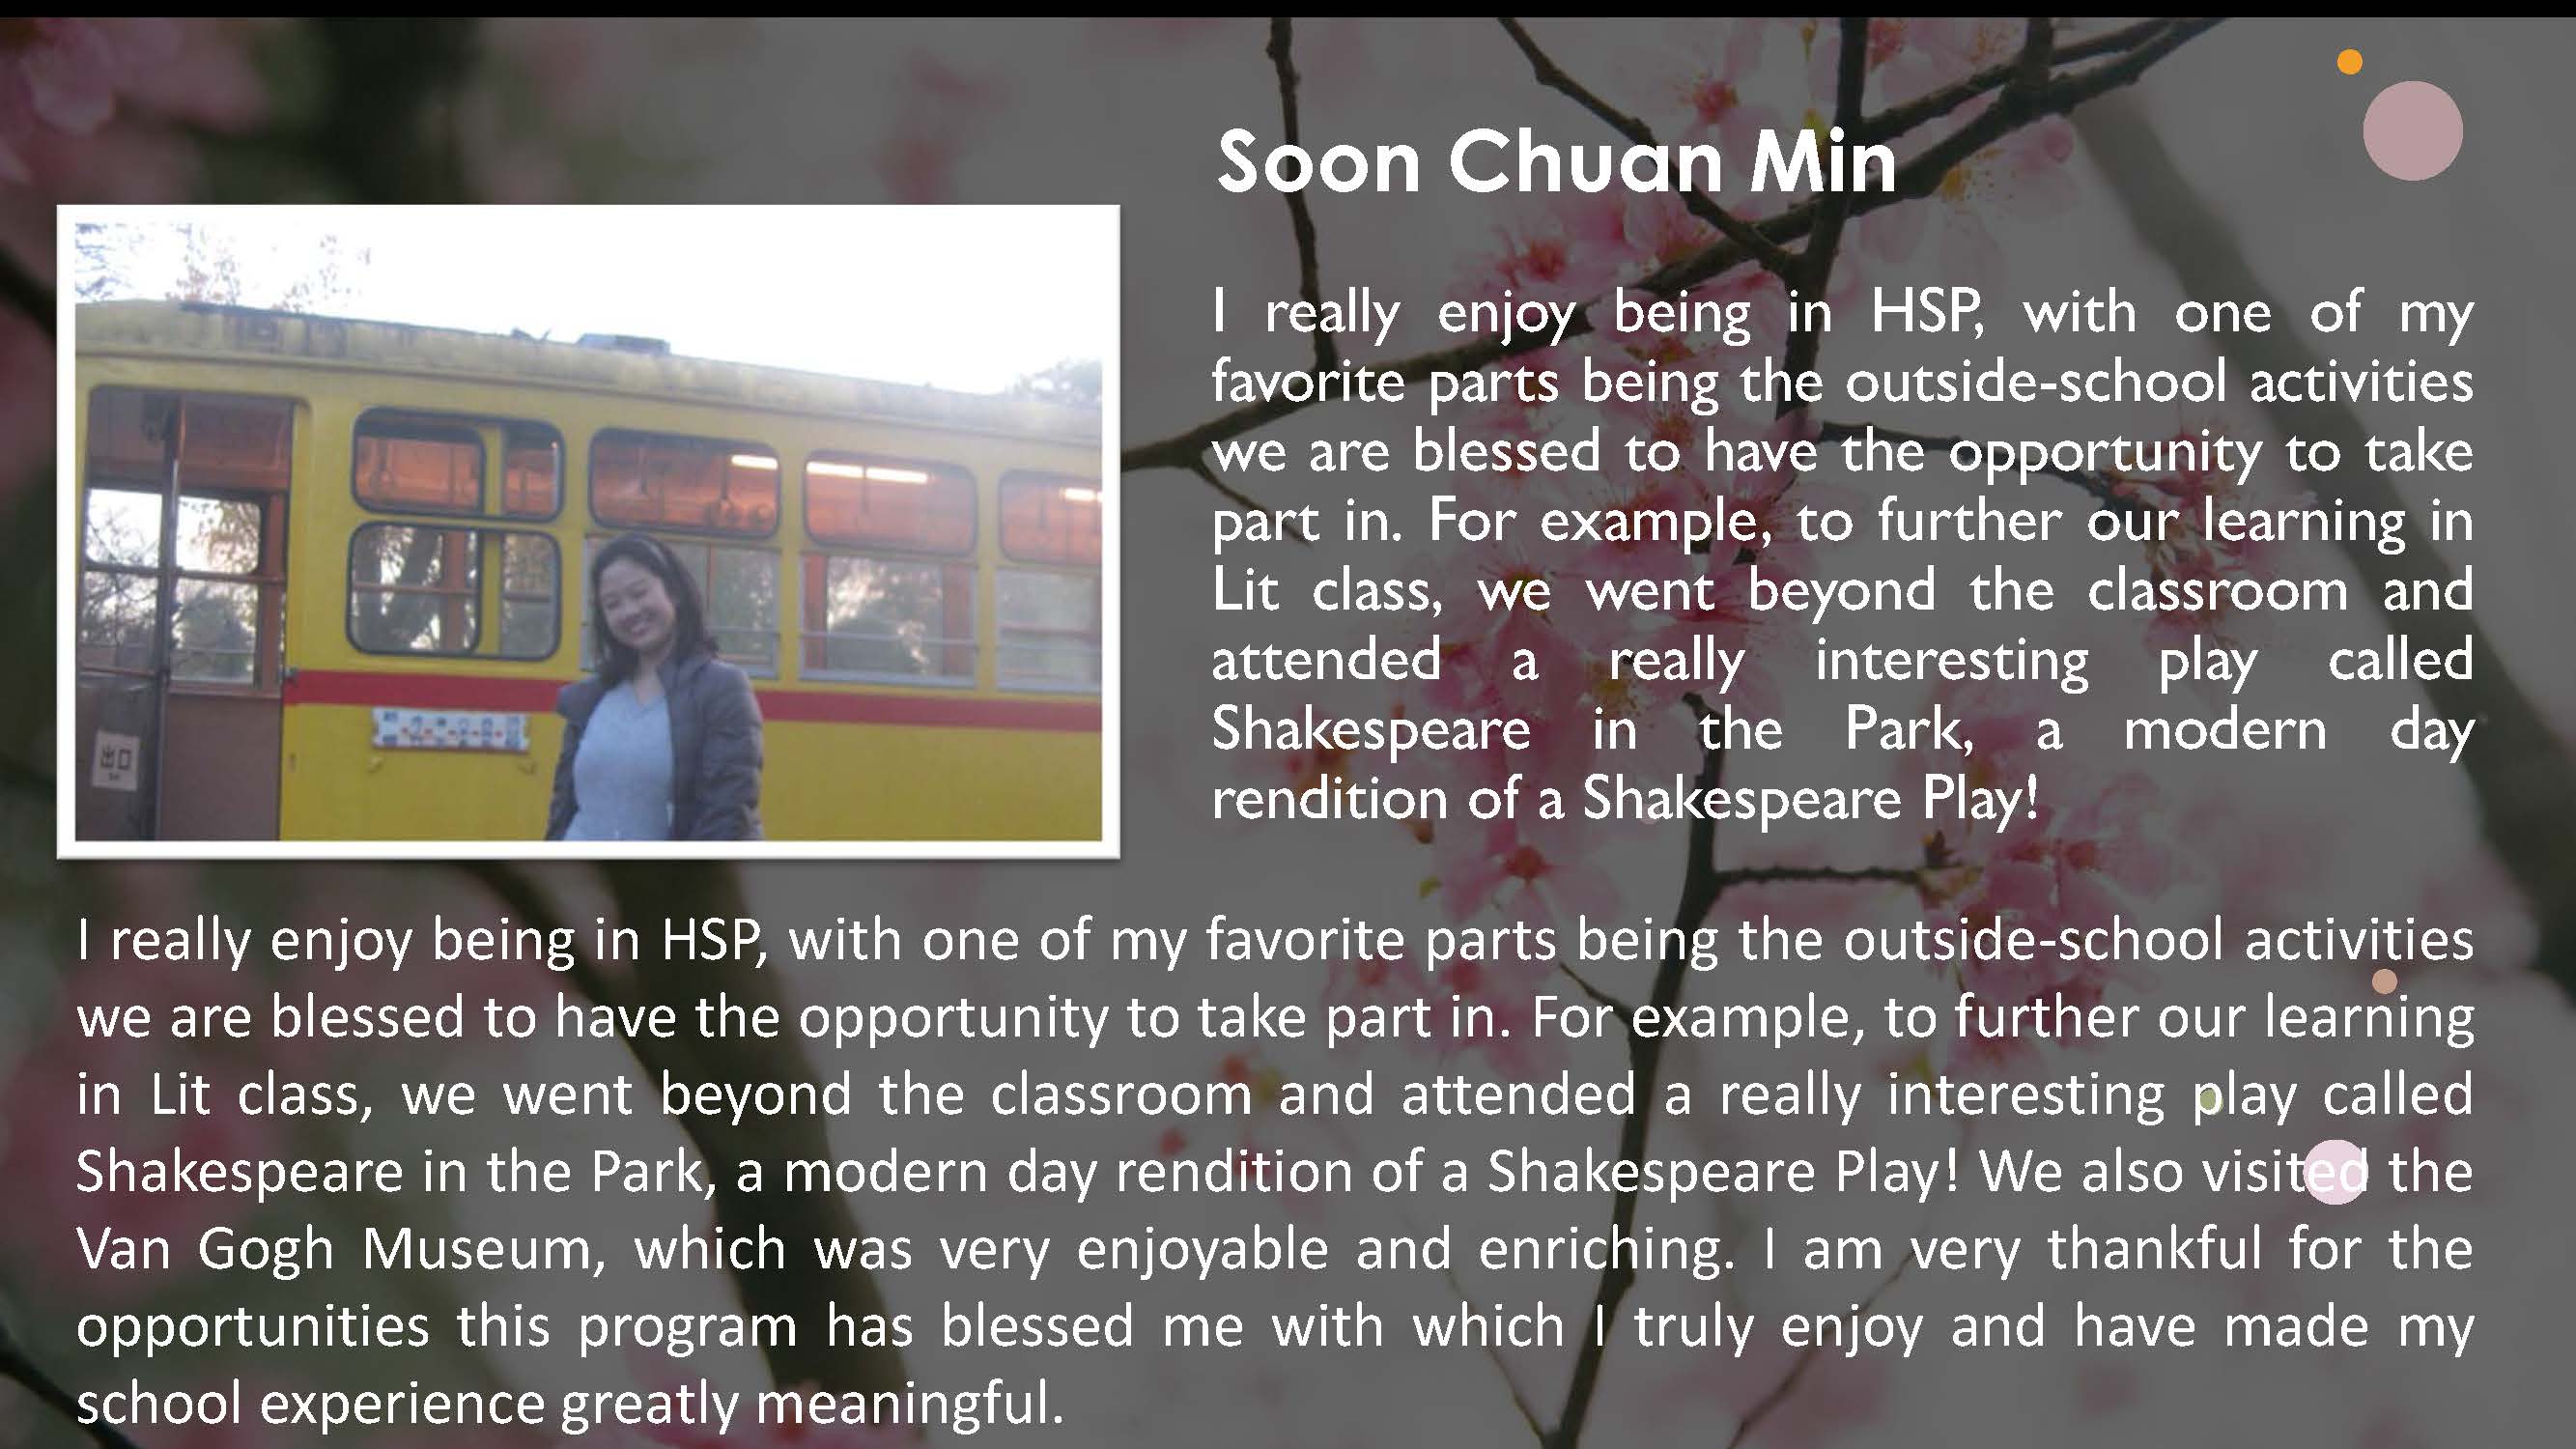 Soon Chuan Min
I really enjoy being in HSP, with one of my
favorite parts being the outside-school activities
we are blessed to have the opportunity to take
part in. For example, to further our learning in
Lit class, we went beyond the classroom and
attended a really interesting play called
Shakespeare in the Park, a modern day
rendition of a Shakespeare Play!
出口
I really enjoy being in HSP, with one of my favorite parts being the outside-school activities
we are blessed to have the opportunity to take part in. For example, to further our learning
in Lit class, we went beyond the classroom and attended a really interesting play called
Shakespeare in the Park, a modern day rendition of a Shakespeare Play! We also visited the
Van Gogh Museum, which was very enjoyable and enriching. I am very thankful for the
opportunities this program has blessed me with which I truly enjoy and have made my
school experience greatly meaningful.